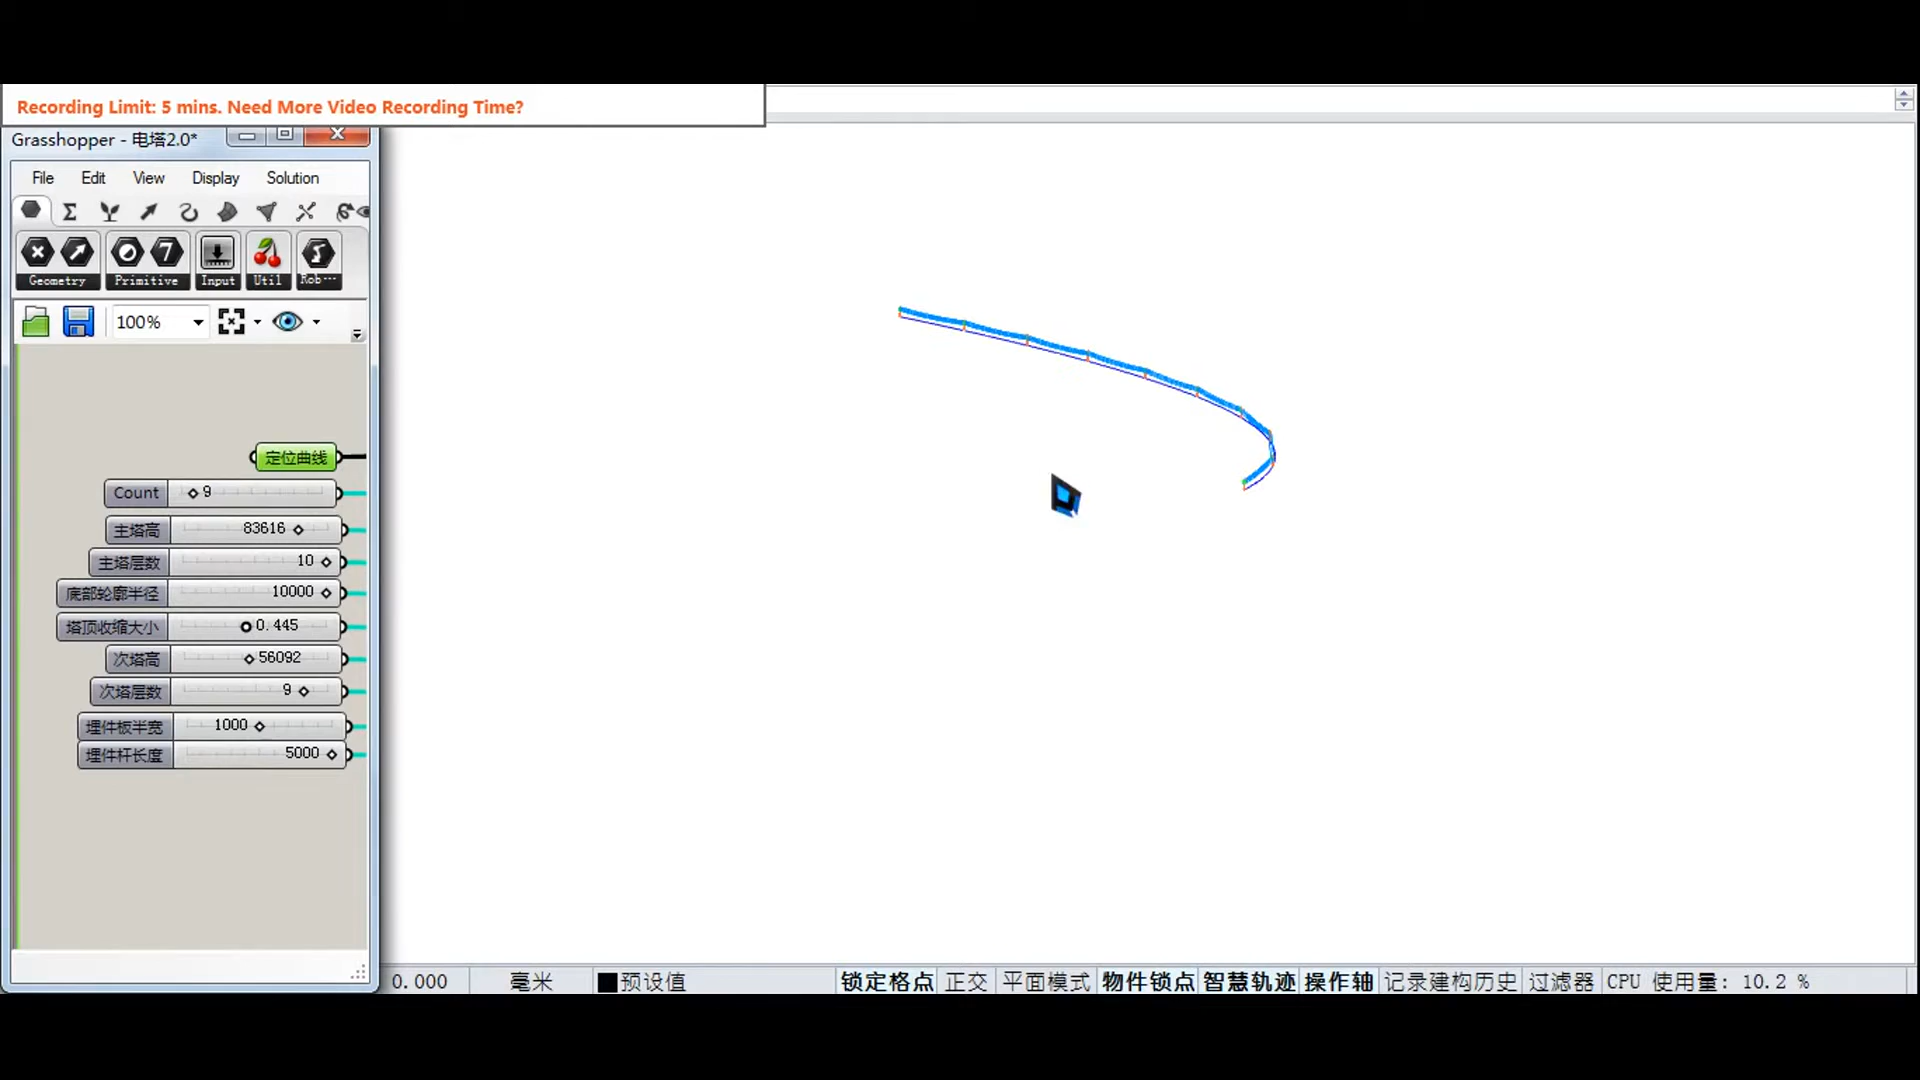 Recording Limit: 5 mins. Need More Video Recording Time?
Grasshopper - 电塔2.0*
File Edit View Display Solution
Geometry Primitive Input Util Rob···
100%
定位曲线
Count 9
主塔高 83616
主塔层数 10
底部轮廓半径 10000
塔顶收缩大小 0.445
次塔高 56092
次塔层数 9
埋件板半宽 1000
埋件杆长度 5000
0.000 毫米 预设值 锁定格点 正交 平面模式 物件锁点 智慧轨迹 操作轴 记录建构历史 过滤器 CPU 使用量: 10.2 %